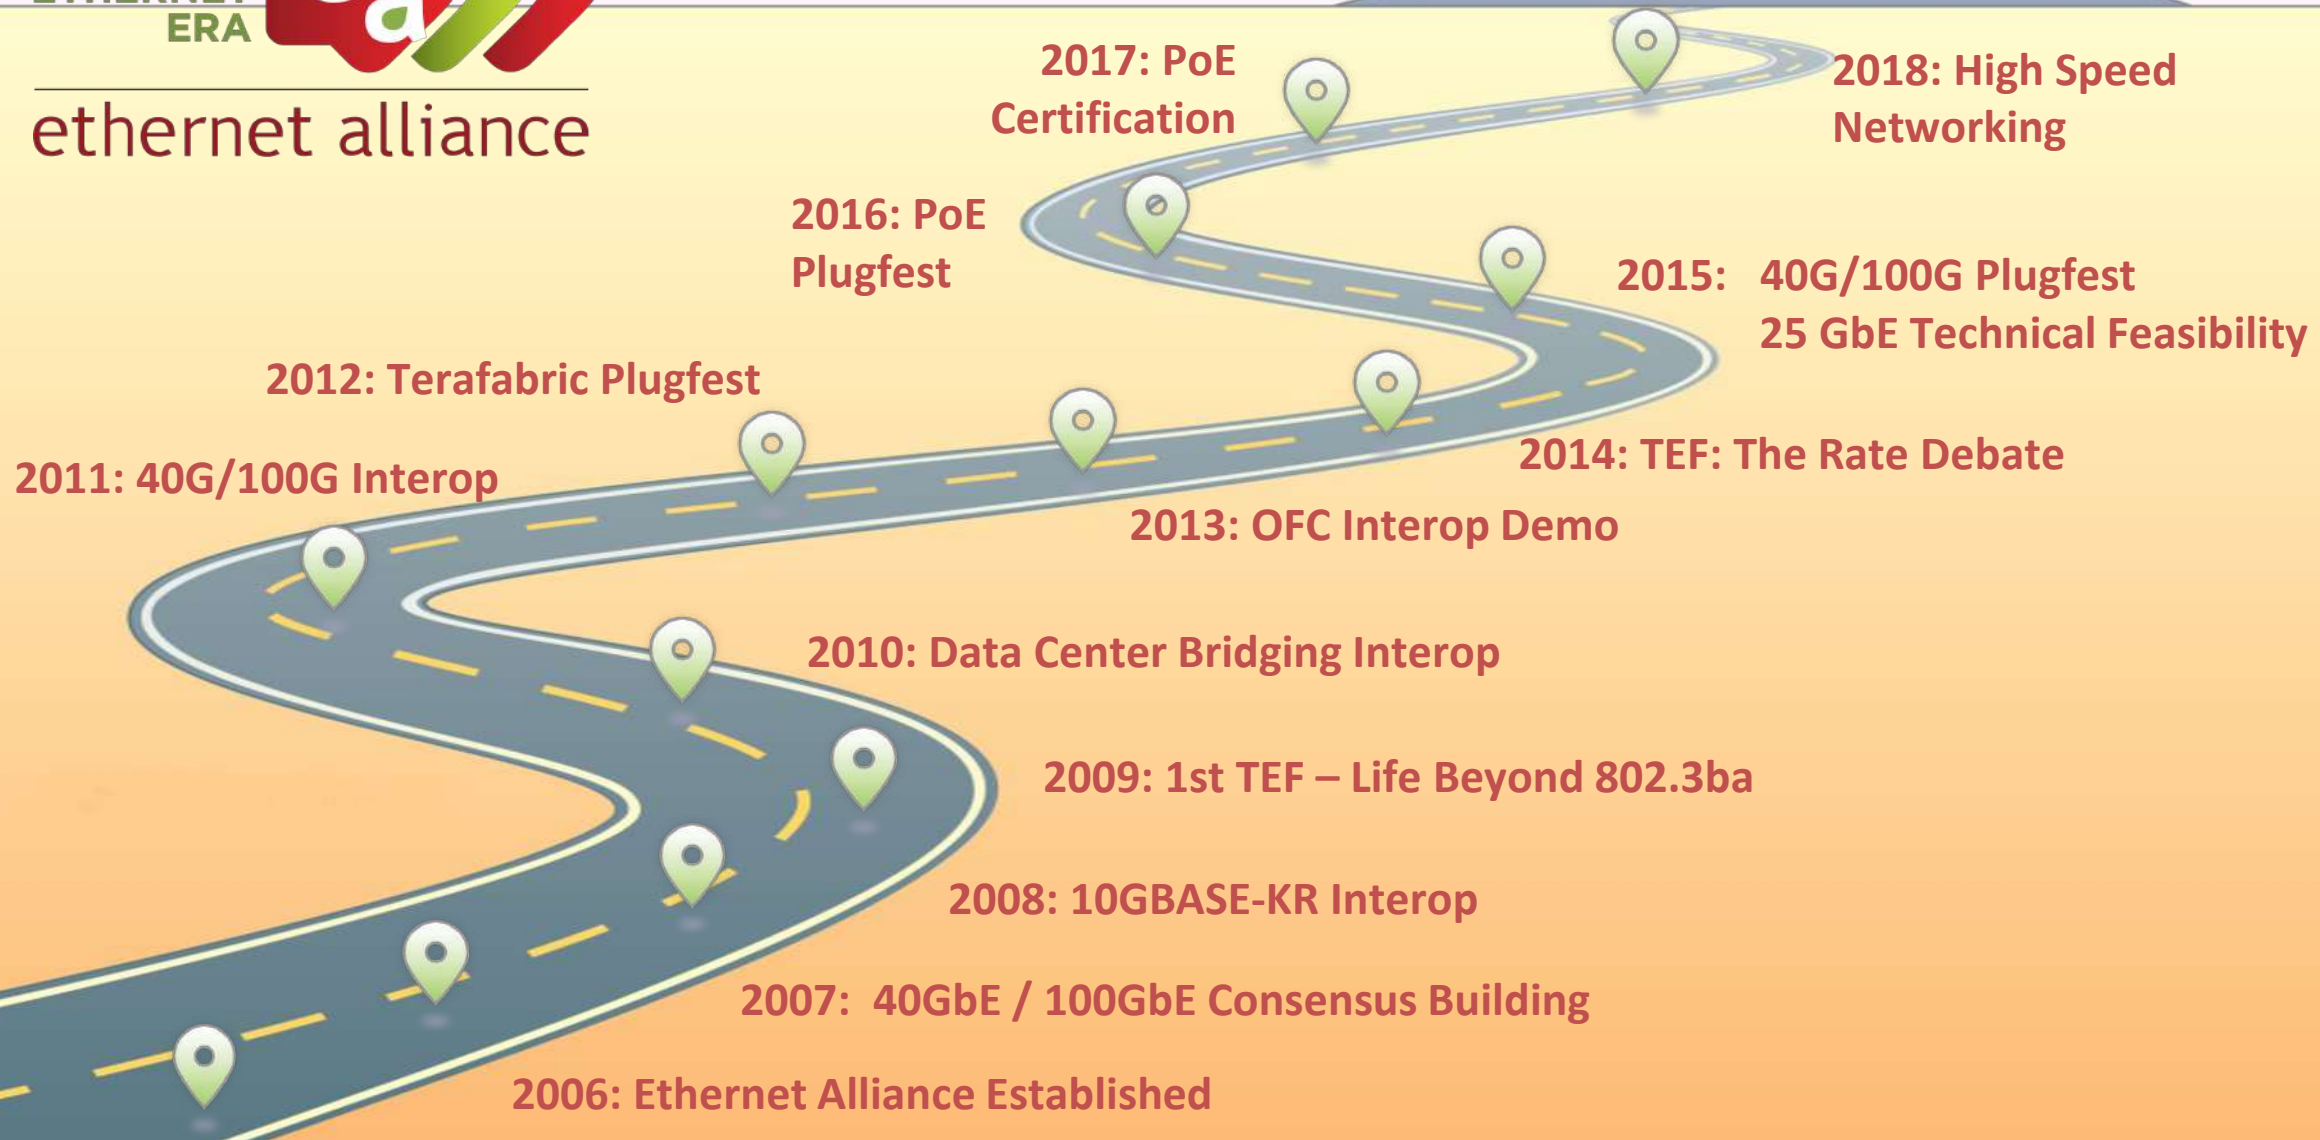 ERA
ethernet alliance
2017: PoE
Certification
2018: High Speed
Networking
2016: PoE
Plugfest
2015: 40G/100G Plugfest
25 GbE Technical Feasibility
2012: Terafabric Plugfest
2011: 40G/100G Interop
2014: TEF: The Rate Debate
2013: OFC Interop Demo
2010: Data Center Bridging Interop
2009: 1st TEF – Life Beyond 802.3ba
2008: 10GBASE-KR Interop
2007: 40GbE / 100GbE Consensus Building
2006: Ethernet Alliance Established